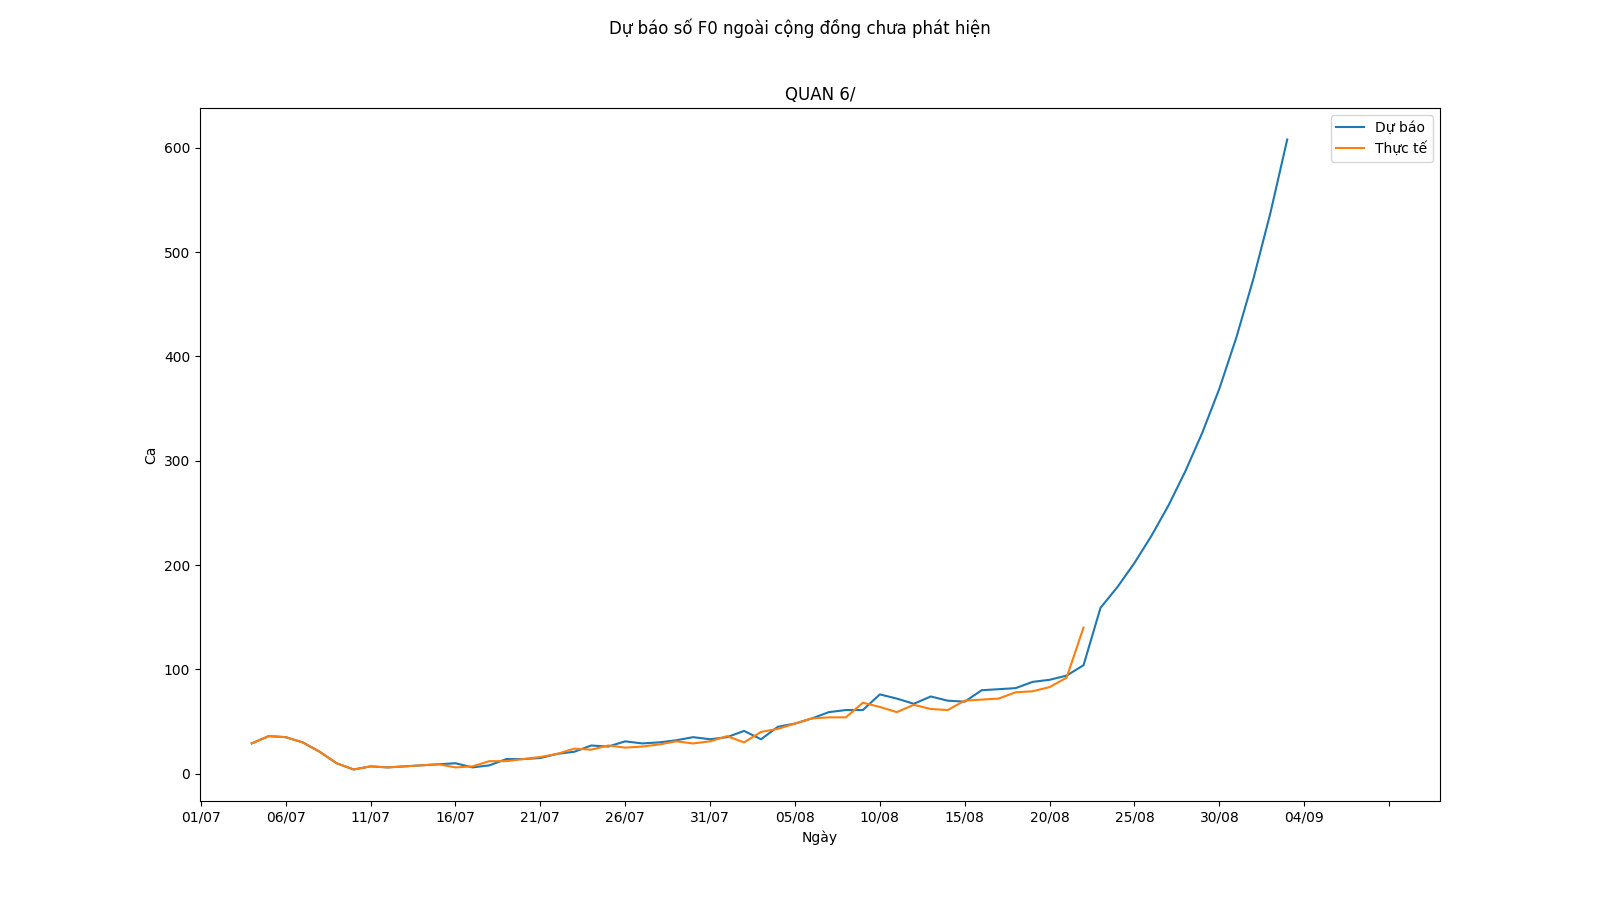 Dự báo số F0 ngoài cộng đồng chưa phát hiện
QUAN 6/
Dự báo
Thực tế
600
500
400
300
200
100
0
Ca
01/07 06/07 11/07 16/07 21/07 26/07 31/07 05/08 10/08 15/08 20/08 25/08 30/08 04/09
Ngày